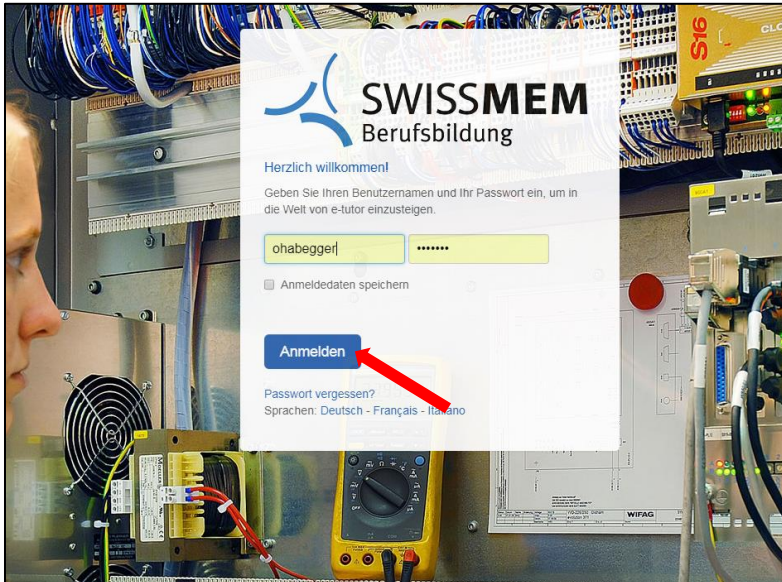 S16
SWISSMEM
Berufsbildung
Herzlich willkommen!
Geben Sie Ihren Benutzernamen und Ihr Passwort ein, um in
die Welt von e-tutor einzusteigen.
ohabegger •••••••
Anmeldedaten speichern
Anmelden
Passwort vergessen?
Sprachen: Deutsch - Français - Italiano
WIFAG